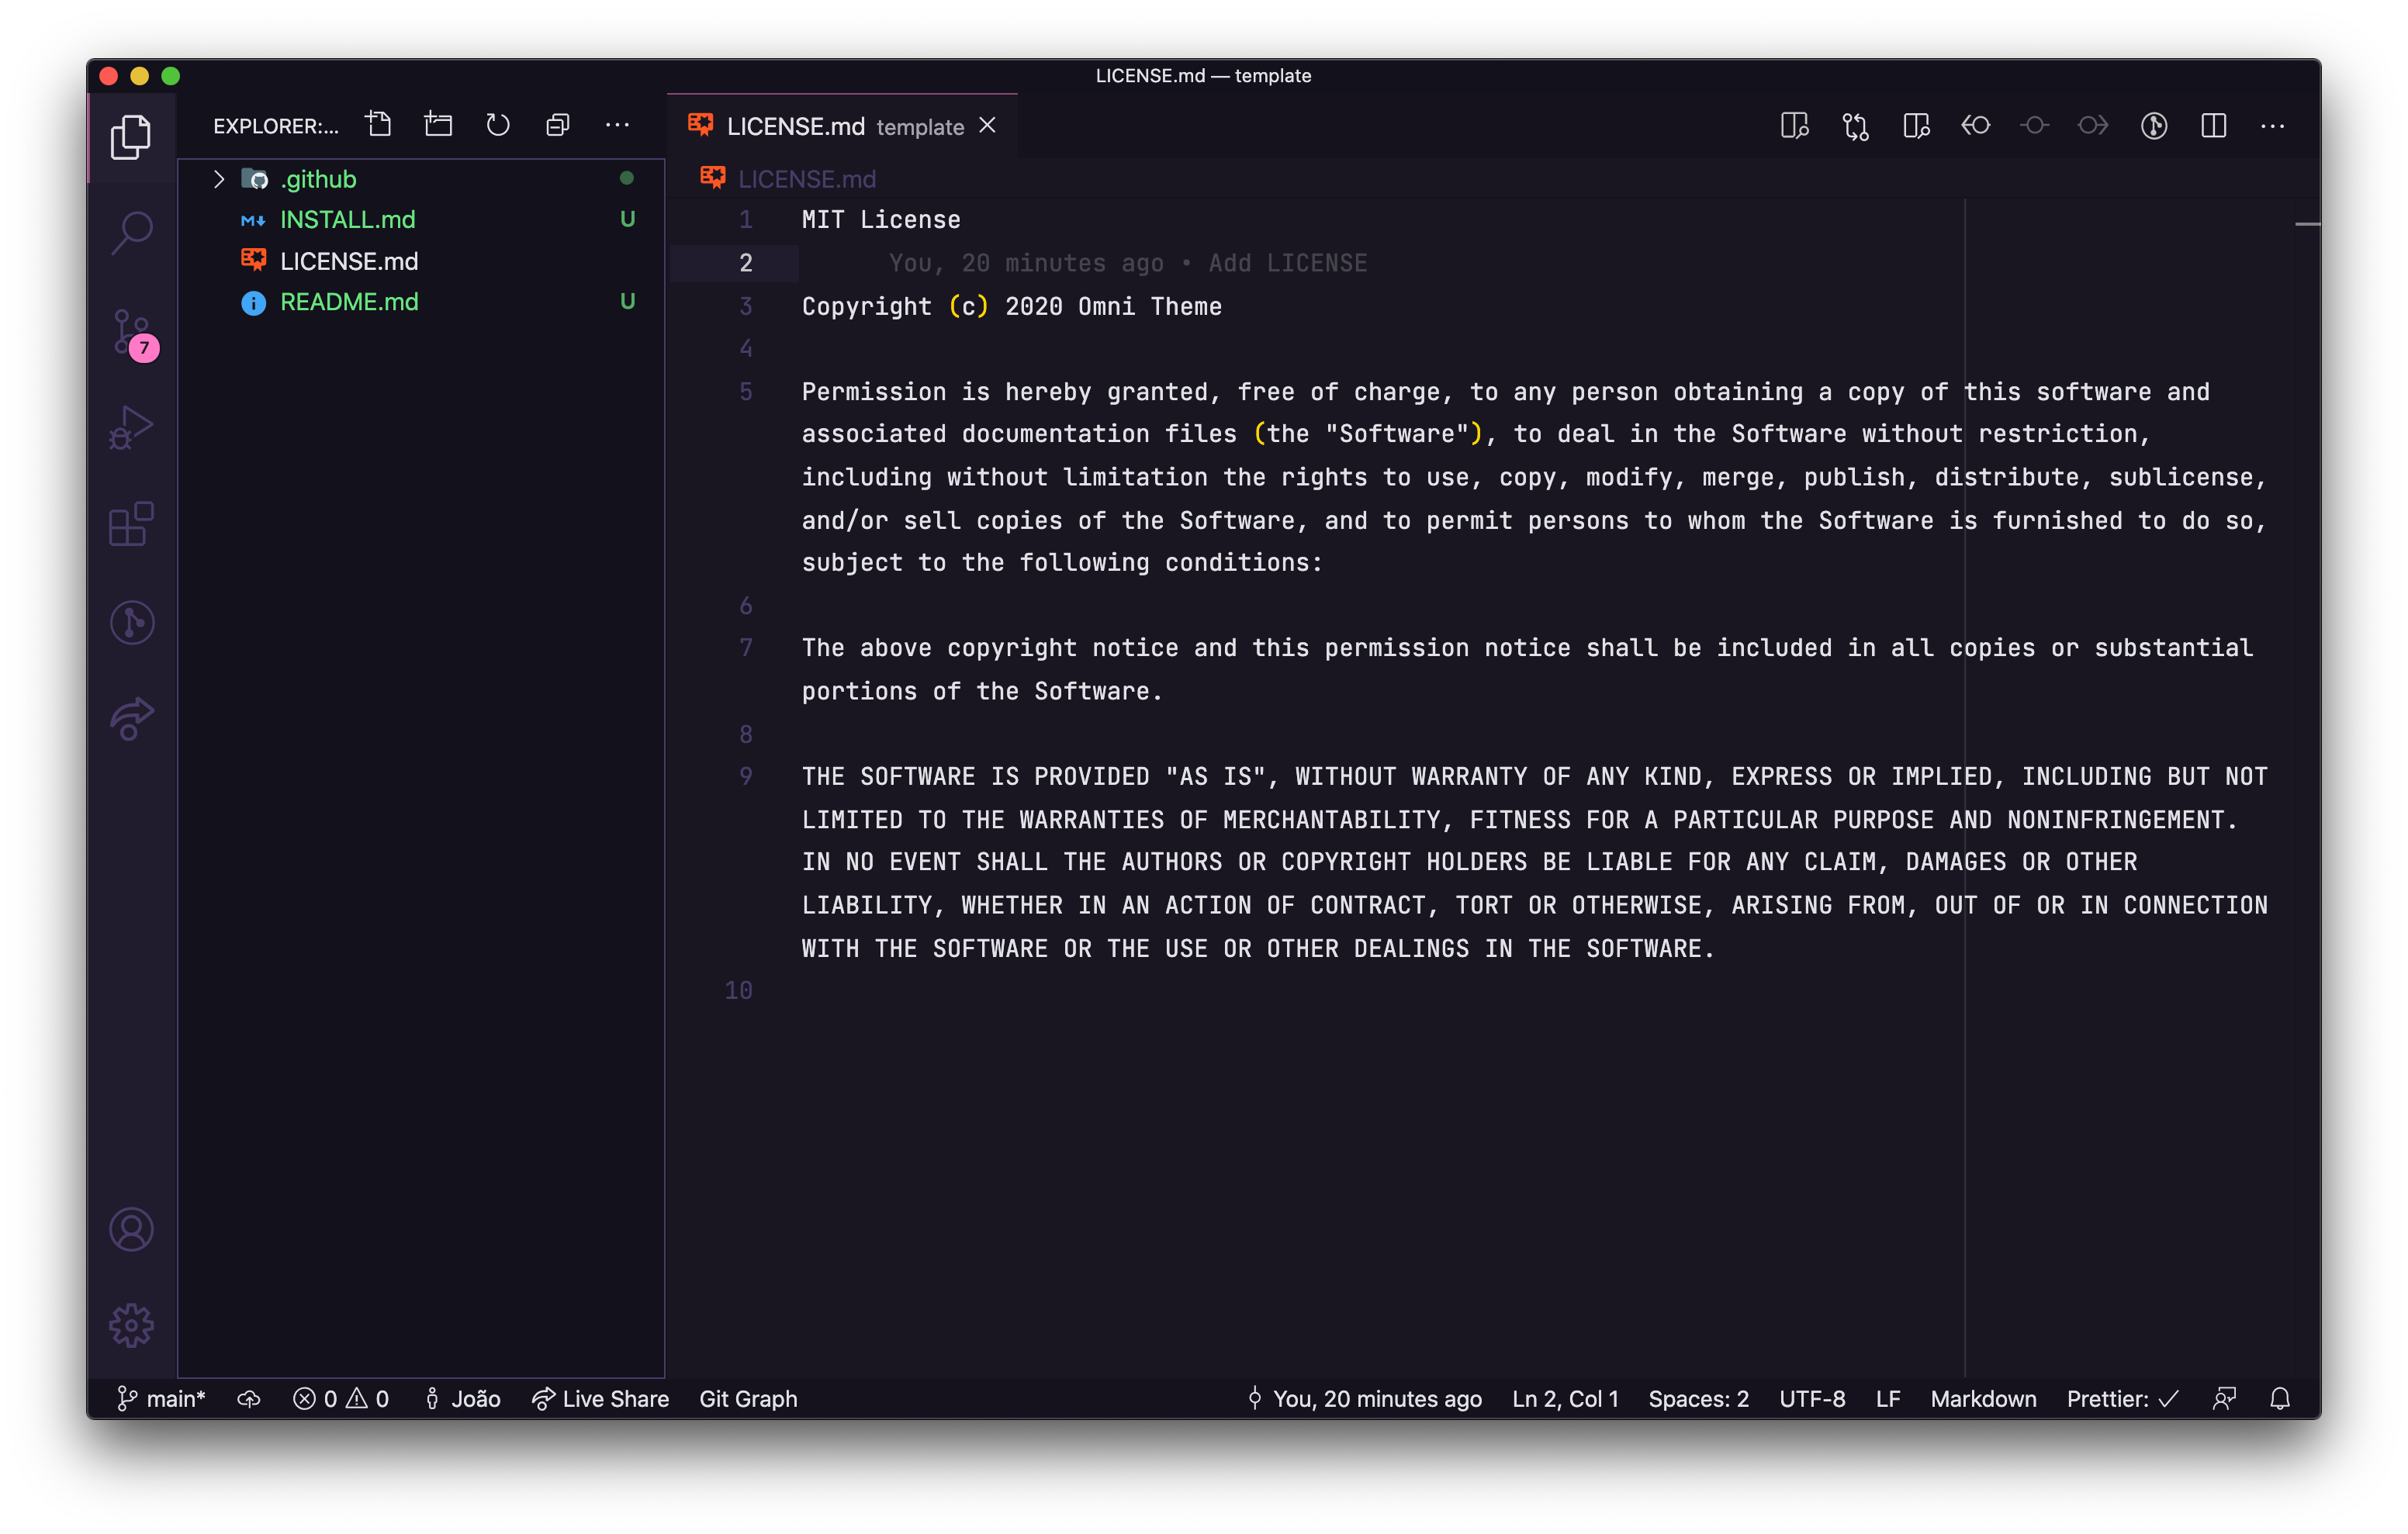 LICENSE.md — template
EXPLORER:...
LICENSE.md template
.github
INSTALL.md U
LICENSE.md
README.md U
7
LICENSE.md
1 MIT License
2 You, 20 minutes ago • Add LICENSE
3 Copyright (c) 2020 Omni Theme
4
5 Permission is hereby granted, free of charge, to any person obtaining a copy of this software and
associated documentation files (the "Software"), to deal in the Software without restriction,
including without limitation the rights to use, copy, modify, merge, publish, distribute, sublicense,
and/or sell copies of the Software, and to permit persons to whom the Software is furnished to do so,
subject to the following conditions:
6
7 The above copyright notice and this permission notice shall be included in all copies or substantial
portions of the Software.
8
9 THE SOFTWARE IS PROVIDED "AS IS", WITHOUT WARRANTY OF ANY KIND, EXPRESS OR IMPLIED, INCLUDING BUT NOT
LIMITED TO THE WARRANTIES OF MERCHANTABILITY, FITNESS FOR A PARTICULAR PURPOSE AND NONINFRINGEMENT.
IN NO EVENT SHALL THE AUTHORS OR COPYRIGHT HOLDERS BE LIABLE FOR ANY CLAIM, DAMAGES OR OTHER
LIABILITY, WHETHER IN AN ACTION OF CONTRACT, TORT OR OTHERWISE, ARISING FROM, OUT OF OR IN CONNECTION
WITH THE SOFTWARE OR THE USE OR OTHER DEALINGS IN THE SOFTWARE.
10
main* 0 0 João Live Share Git Graph You, 20 minutes ago Ln 2, Col 1 Spaces: 2 UTF-8 LF Markdown Prettier: ✓